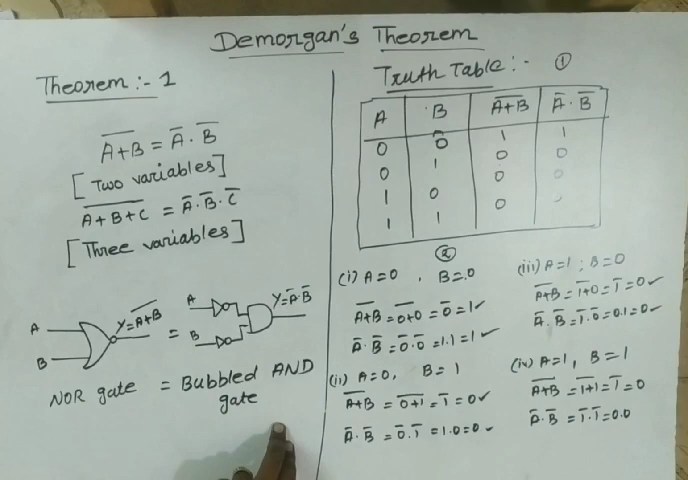 Demorgan's Theorem
Theorem :- 1
A̅+̅B̅ = A̅ . B̅
[Two variables]
A̅+̅B̅+̅C̅ = A̅ . B̅ . C̅
[Three variables]
A
B
Y = A̅+̅B̅
=
A
B
Y = A̅ . B̅
NOR gate = Bubbled AND
gate
Truth Table :- ①
A B A̅+̅B̅ A̅ . B̅
0 0 1 1
0 1 0 0
1 0 0 0
1 1 0
②
(i) A=0 , B=0
A̅+̅B̅ = 0̅+̅0̅ = 0̅ = 1 ✓
A̅ . B̅ = 0̅ . 0̅ = 1.1 = 1 ✓
(ii) A=0, B=1
A̅+̅B̅ = 0̅+̅1̅ = 1̅ = 0 ✓
A̅ . B̅ = 0̅ . 1̅ = 1.0 = 0 ✓
(iii) A=1 ; B=0
A̅+̅B̅ = 1̅+̅0̅ = 1̅ = 0 ✓
A̅ . B̅ = 1̅ . 0̅ = 0.1 = 0 ✓
(iv) A=1, B=1
A̅+̅B̅ = 1̅+̅1̅ = 1̅ = 0
A̅ . B̅ = 1̅ . 1̅ = 0.0